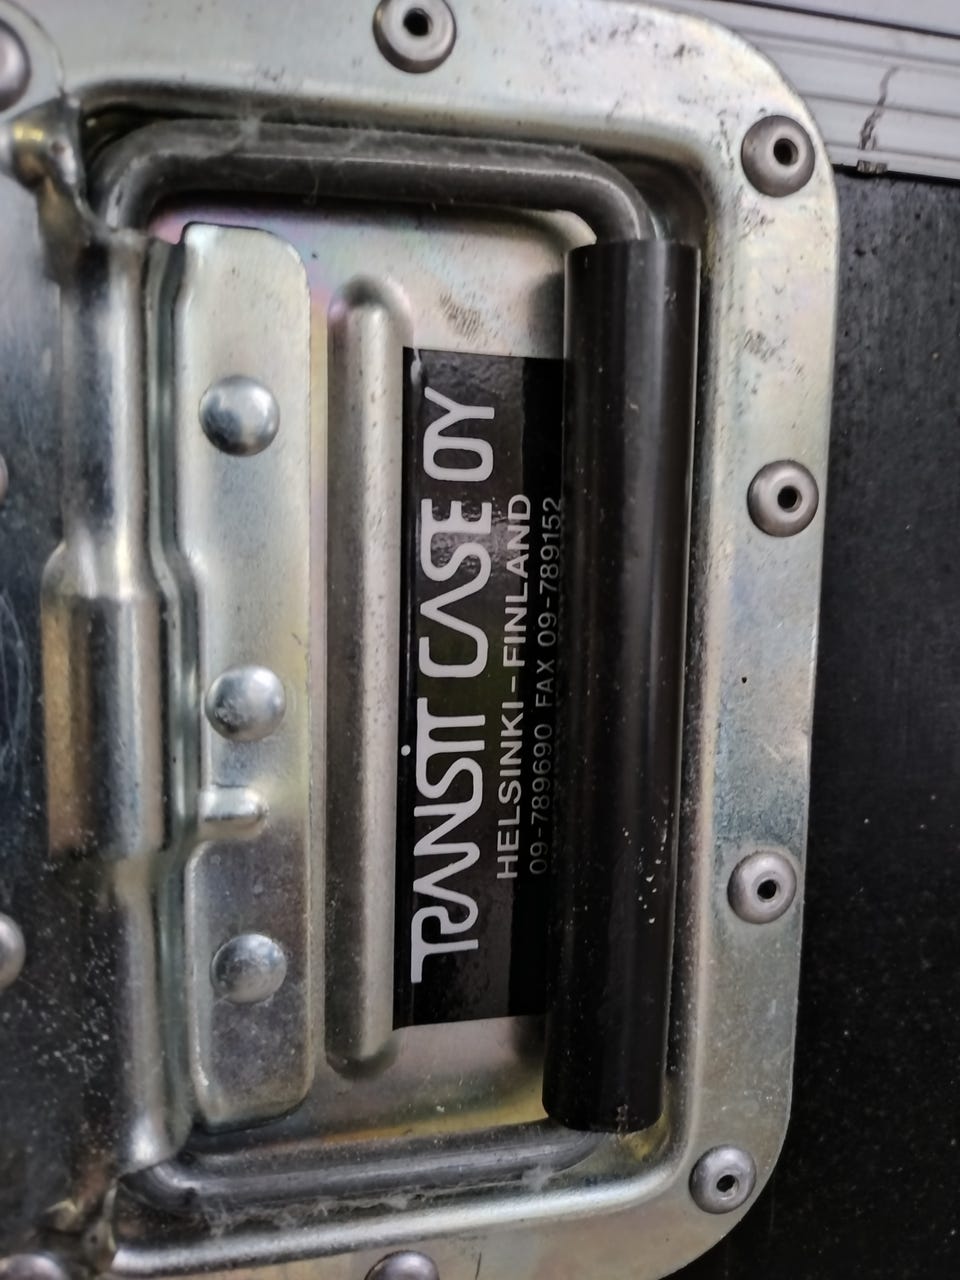 TRANSIT CASE OY
HELSINKI-FINLAND
09-789690 FAX 09-789152